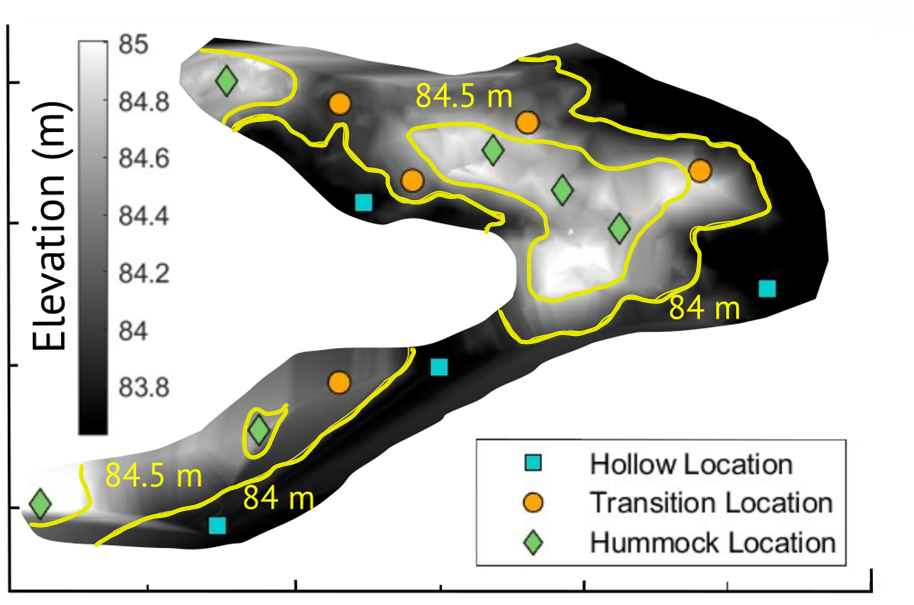 Elevation (m)
85
84.8
84.6
84.4
84.2
84
83.8
84.5 m
84 m
84.5 m
84 m
Hollow Location
Transition Location
Hummock Location